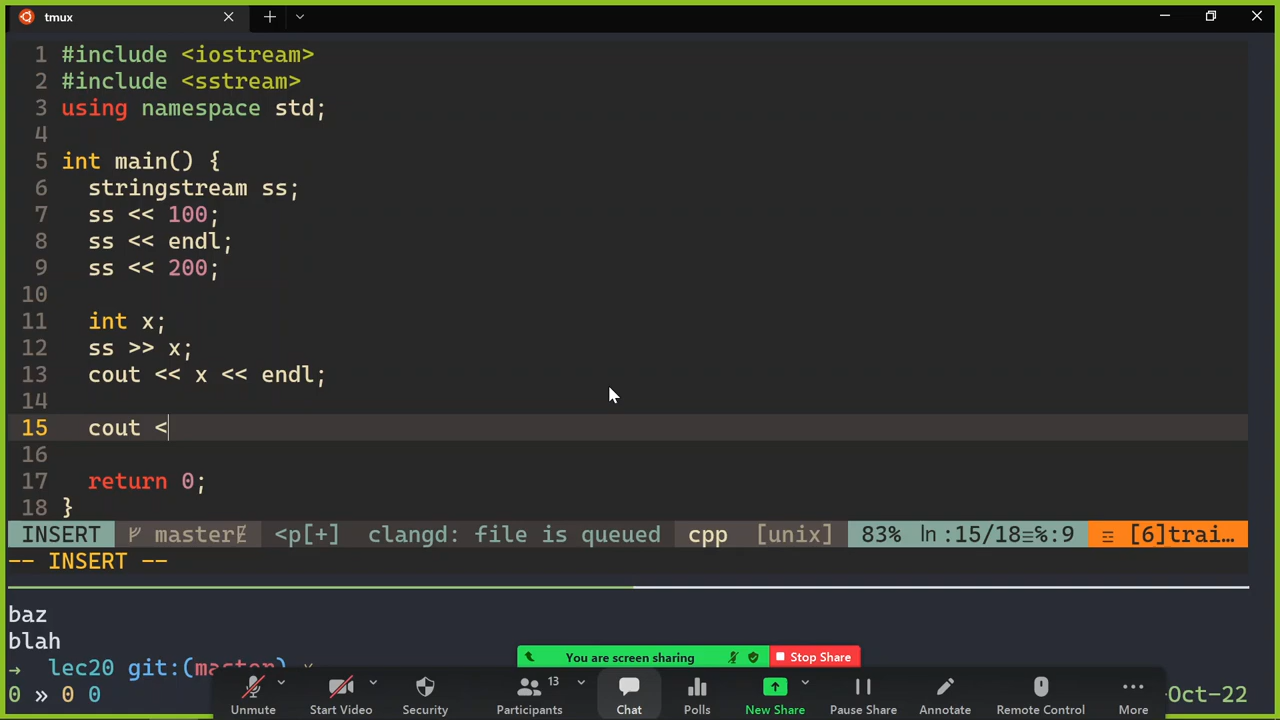 tmux
1 #include <iostream>
2 #include <sstream>
3 using namespace std;
4
5 int main() {
6   stringstream ss;
7   ss << 100;
8   ss << endl;
9   ss << 200;
10
11   int x;
12   ss >> x;
13   cout << x << endl;
14
15   cout <
16
17   return 0;
18 }
INSERT master <p[+] clangd: file is queued cpp [unix] 83% ln:15/18≡%:9 ☲ [6]trai…
-- INSERT --
baz
blah
→ lec20 git:(master)
You are screen sharing Stop Share
0 » 0 0 -Oct-22
13
Unmute Start Video Security Participants Chat Polls New Share Pause Share Annotate Remote Control More